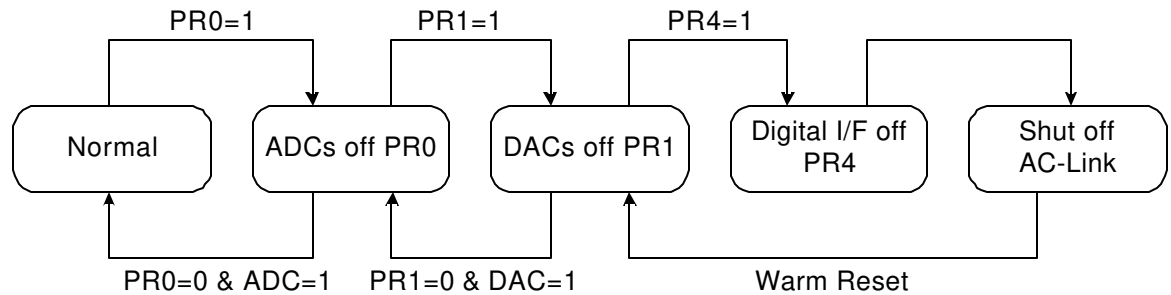 PR0=1
PR1=1
PR4=1
Normal
ADCs off PR0
DACs off PR1
Digital I/F off
PR4
Shut off
AC-Link
PR0=0 & ADC=1
PR1=0 & DAC=1
Warm Reset